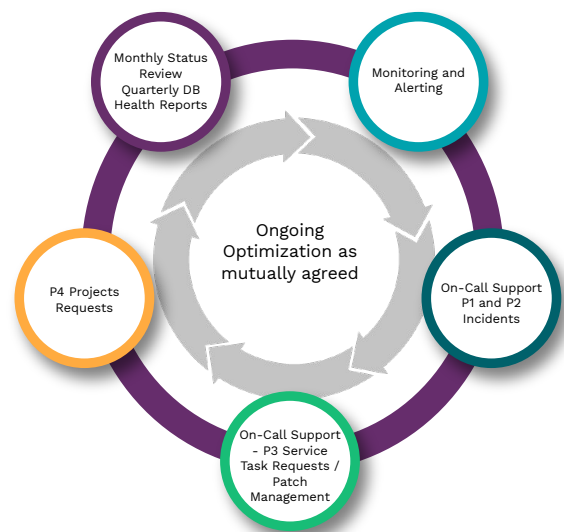 Monthly Status
Review
Quarterly DB
Health Reports
Monitoring and
Alerting
Ongoing
Optimization as
mutually agreed
P4 Projects
Requests
On-Call Support
P1 and P2
Incidents
On-Call Support
- P3 Service
Task Requests /
Patch
Management